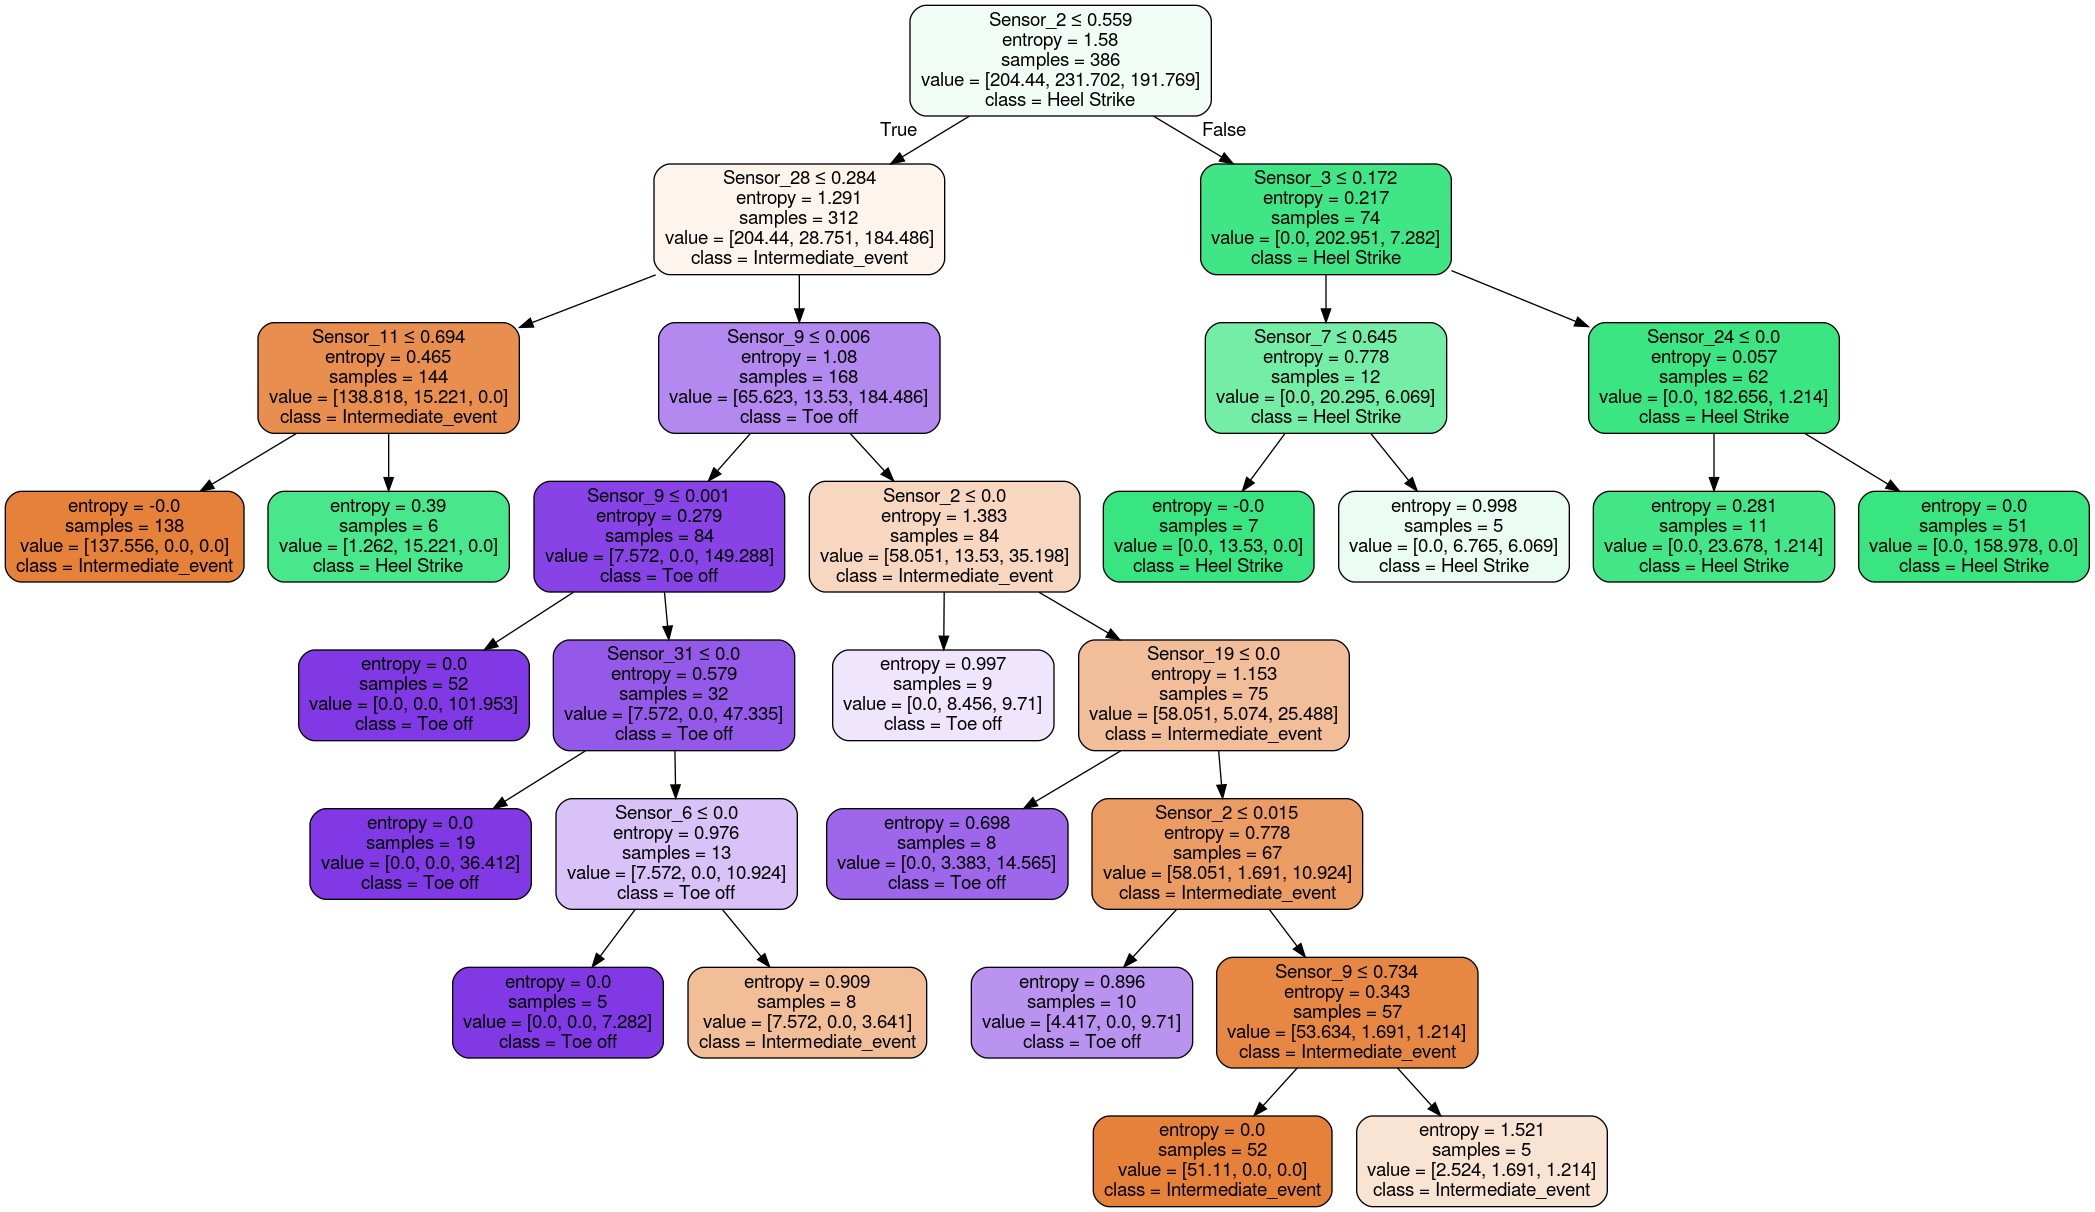 Sensor_2 ≤ 0.559
entropy = 1.58
samples = 386
value = [204.44, 231.702, 191.769]
class = Heel Strike
True
False
Sensor_28 ≤ 0.284
entropy = 1.291
samples = 312
value = [204.44, 28.751, 184.486]
class = Intermediate_event
Sensor_3 ≤ 0.172
entropy = 0.217
samples = 74
value = [0.0, 202.951, 7.282]
class = Heel Strike
Sensor_11 ≤ 0.694
entropy = 0.465
samples = 144
value = [138.818, 15.221, 0.0]
class = Intermediate_event
Sensor_9 ≤ 0.006
entropy = 1.08
samples = 168
value = [65.623, 13.53, 184.486]
class = Toe off
Sensor_7 ≤ 0.645
entropy = 0.778
samples = 12
value = [0.0, 20.295, 6.069]
class = Heel Strike
Sensor_24 ≤ 0.0
entropy = 0.057
samples = 62
value = [0.0, 182.656, 1.214]
class = Heel Strike
entropy = -0.0
samples = 138
value = [137.556, 0.0, 0.0]
class = Intermediate_event
entropy = 0.39
samples = 6
value = [1.262, 15.221, 0.0]
class = Heel Strike
Sensor_9 ≤ 0.001
entropy = 0.279
samples = 84
value = [7.572, 0.0, 149.288]
class = Toe off
Sensor_2 ≤ 0.0
entropy = 1.383
samples = 84
value = [58.051, 13.53, 35.198]
class = Intermediate_event
entropy = -0.0
samples = 7
value = [0.0, 13.53, 0.0]
class = Heel Strike
entropy = 0.998
samples = 5
value = [0.0, 6.765, 6.069]
class = Heel Strike
entropy = 0.281
samples = 11
value = [0.0, 23.678, 1.214]
class = Heel Strike
entropy = 0.0
samples = 51
value = [0.0, 158.978, 0.0]
class = Heel Strike
entropy = 0.0
samples = 52
value = [0.0, 0.0, 101.953]
class = Toe off
Sensor_31 ≤ 0.0
entropy = 0.579
samples = 32
value = [7.572, 0.0, 47.335]
class = Toe off
entropy = 0.997
samples = 9
value = [0.0, 8.456, 9.71]
class = Toe off
Sensor_19 ≤ 0.0
entropy = 1.153
samples = 75
value = [58.051, 5.074, 25.488]
class = Intermediate_event
entropy = 0.0
samples = 19
value = [0.0, 0.0, 36.412]
class = Toe off
Sensor_6 ≤ 0.0
entropy = 0.976
samples = 13
value = [7.572, 0.0, 10.924]
class = Toe off
entropy = 0.698
samples = 8
value = [0.0, 3.383, 14.565]
class = Toe off
Sensor_2 ≤ 0.015
entropy = 0.778
samples = 67
value = [58.051, 1.691, 10.924]
class = Intermediate_event
entropy = 0.0
samples = 5
value = [0.0, 0.0, 7.282]
class = Toe off
entropy = 0.909
samples = 8
value = [7.572, 0.0, 3.641]
class = Intermediate_event
entropy = 0.896
samples = 10
value = [4.417, 0.0, 9.71]
class = Toe off
Sensor_9 ≤ 0.734
entropy = 0.343
samples = 57
value = [53.634, 1.691, 1.214]
class = Intermediate_event
entropy = 0.0
samples = 52
value = [51.11, 0.0, 0.0]
class = Intermediate_event
entropy = 1.521
samples = 5
value = [2.524, 1.691, 1.214]
class = Intermediate_event